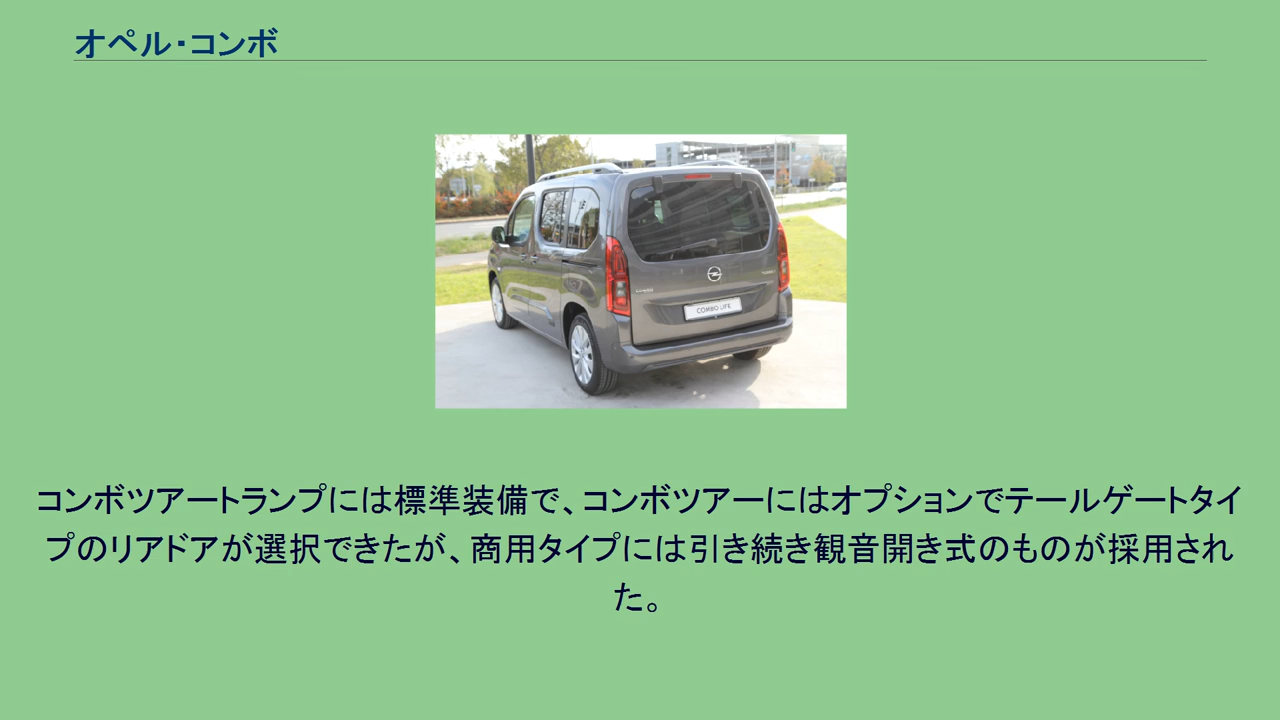 オペル・コンボ
COMBO LIFE
コンボツアートランプには標準装備で、コンボツアーにはオプションでテールゲートタイ
プのリアドアが選択できたが、商用タイプには引き続き観音開き式のものが採用され
た。